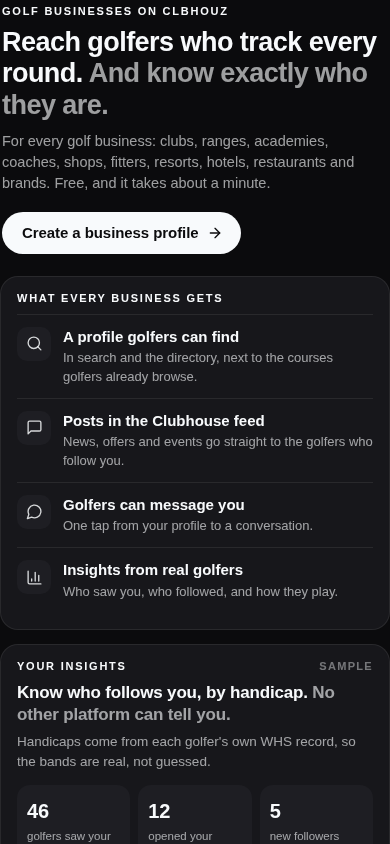 GOLF BUSINESSES ON CLBHOUZ
Reach golfers who track every
round. And know exactly who
they are.
For every golf business: clubs, ranges, academies,
coaches, shops, fitters, resorts, hotels, restaurants and
brands. Free, and it takes about a minute.
Create a business profile →
WHAT EVERY BUSINESS GETS
A profile golfers can find
In search and the directory, next to the courses
golfers already browse.
Posts in the Clubhouse feed
News, offers and events go straight to the golfers who
follow you.
Golfers can message you
One tap from your profile to a conversation.
Insights from real golfers
Who saw you, who followed, and how they play.
YOUR INSIGHTS SAMPLE
Know who follows you, by handicap. No
other platform can tell you.
Handicaps come from each golfer's own WHS record, so
the bands are real, not guessed.
46 12 5
golfers saw your opened your new followers